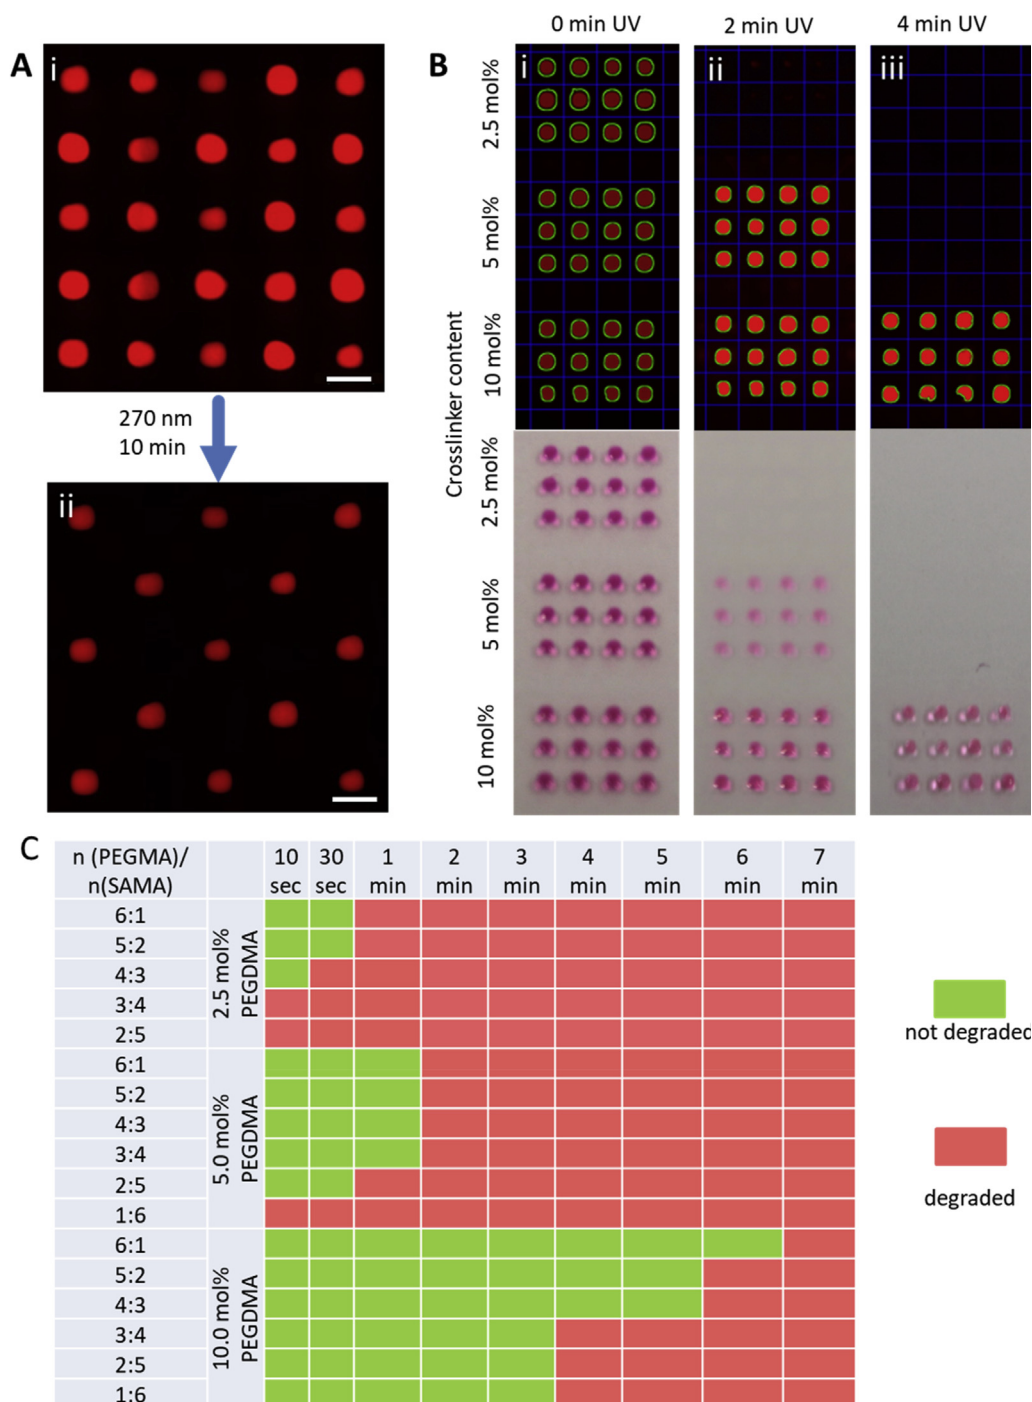 A
i
270 nm
10 min
ii
B
0 min UV
2 min UV
4 min UV
i
ii
iii
Crosslinker content
2.5 mol%
5 mol%
10 mol%
2.5 mol%
5 mol%
10 mol%
C
n (PEGMA)/
n(SAMA)
10
sec
30
sec
1
min
2
min
3
min
4
min
5
min
6
min
7
min
6:1
5:2
4:3
3:4
2:5
2.5 mol%
PEGDMA
6:1
5:2
4:3
3:4
2:5
1:6
5.0 mol%
PEGDMA
6:1
5:2
4:3
3:4
2:5
1:6
10.0 mol%
PEGDMA
not degraded
degraded